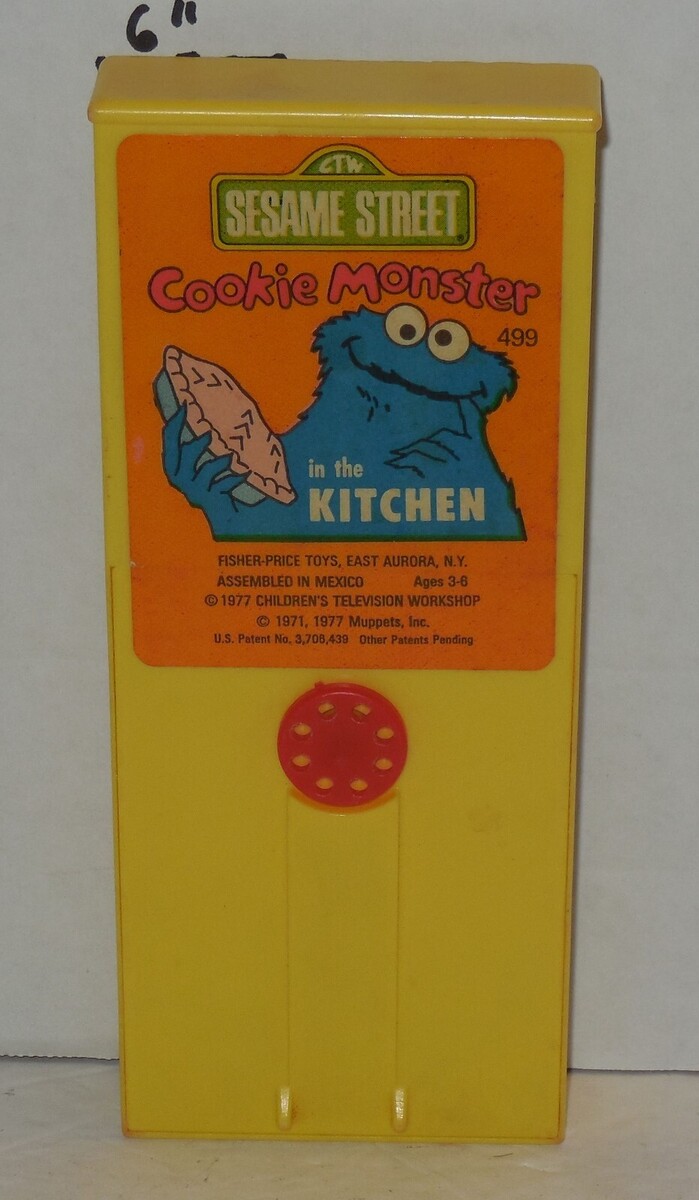 6"
CTW
SESAME STREET
Cookie Monster
499
in the
KITCHEN
FISHER-PRICE TOYS, EAST AURORA, N.Y.
ASSEMBLED IN MEXICO Ages 3-6
© 1977 CHILDREN'S TELEVISION WORKSHOP
© 1971, 1977 Muppets, Inc.
U.S. Patent No. 3,708,439 Other Patents Pending